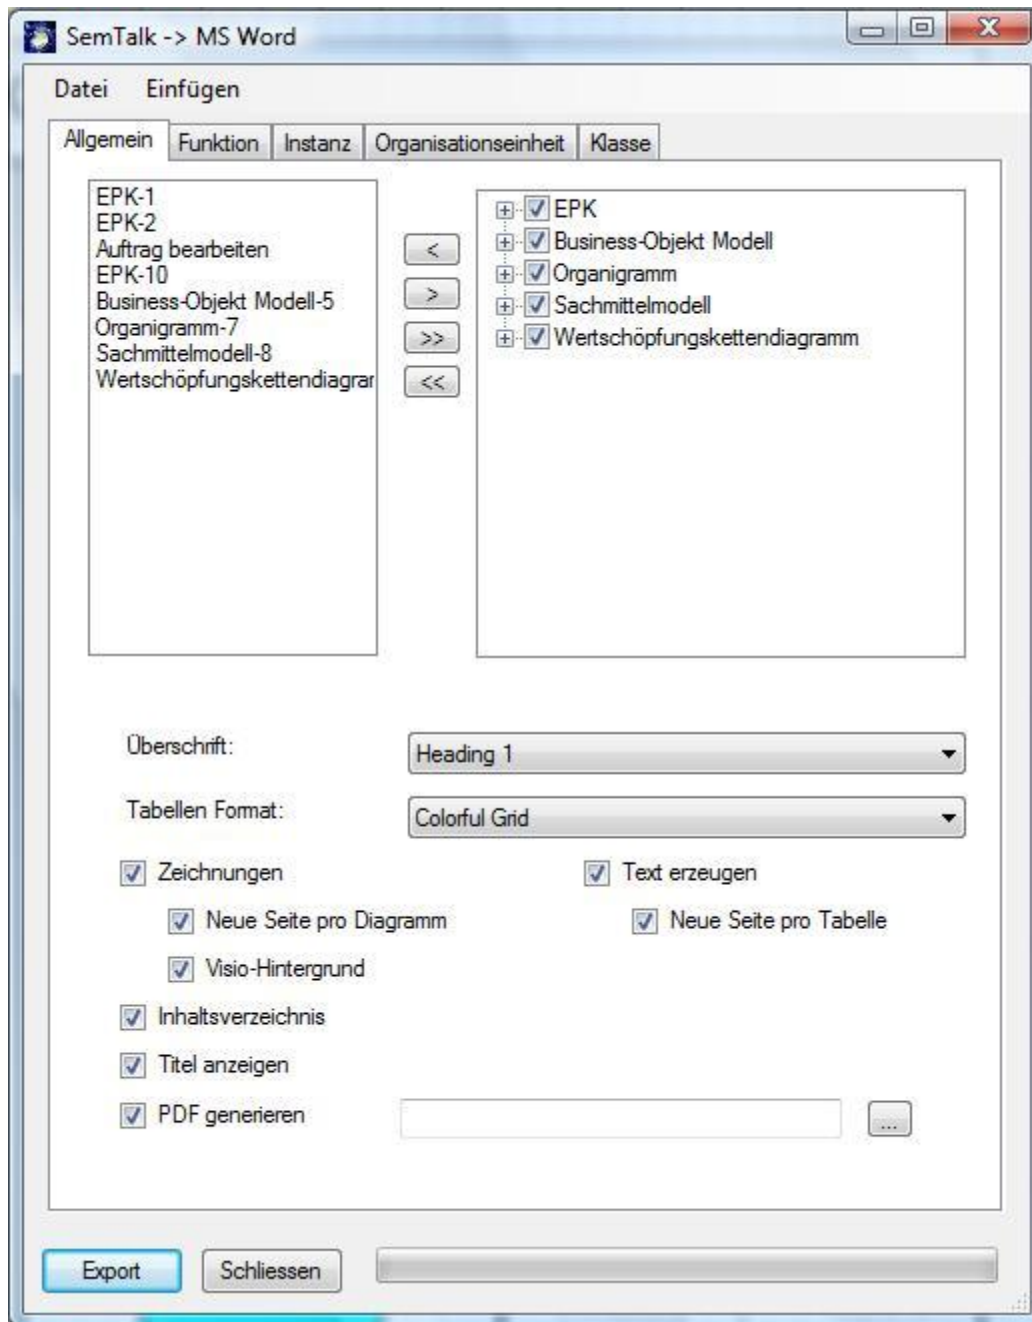 SemTalk -> MS Word
Datei Einfügen
Allgemein Funktion Instanz Organisationseinheit Klasse
EPK-1
EPK-2
Auftrag bearbeiten
EPK-10
Business-Objekt Modell-5
Organigramm-7
Sachmittelmodell-8
Wertschöpfungskettendiagram
<
>
>>
<<
EPK
Business-Objekt Modell
Organigramm
Sachmittelmodell
Wertschöpfungskettendiagramm
Überschrift: Heading 1
Tabellen Format: Colorful Grid
Zeichnungen Text erzeugen
Neue Seite pro Diagramm Neue Seite pro Tabelle
Visio-Hintergrund
Inhaltsverzeichnis
Titel anzeigen
PDF generieren ...
Export Schliessen